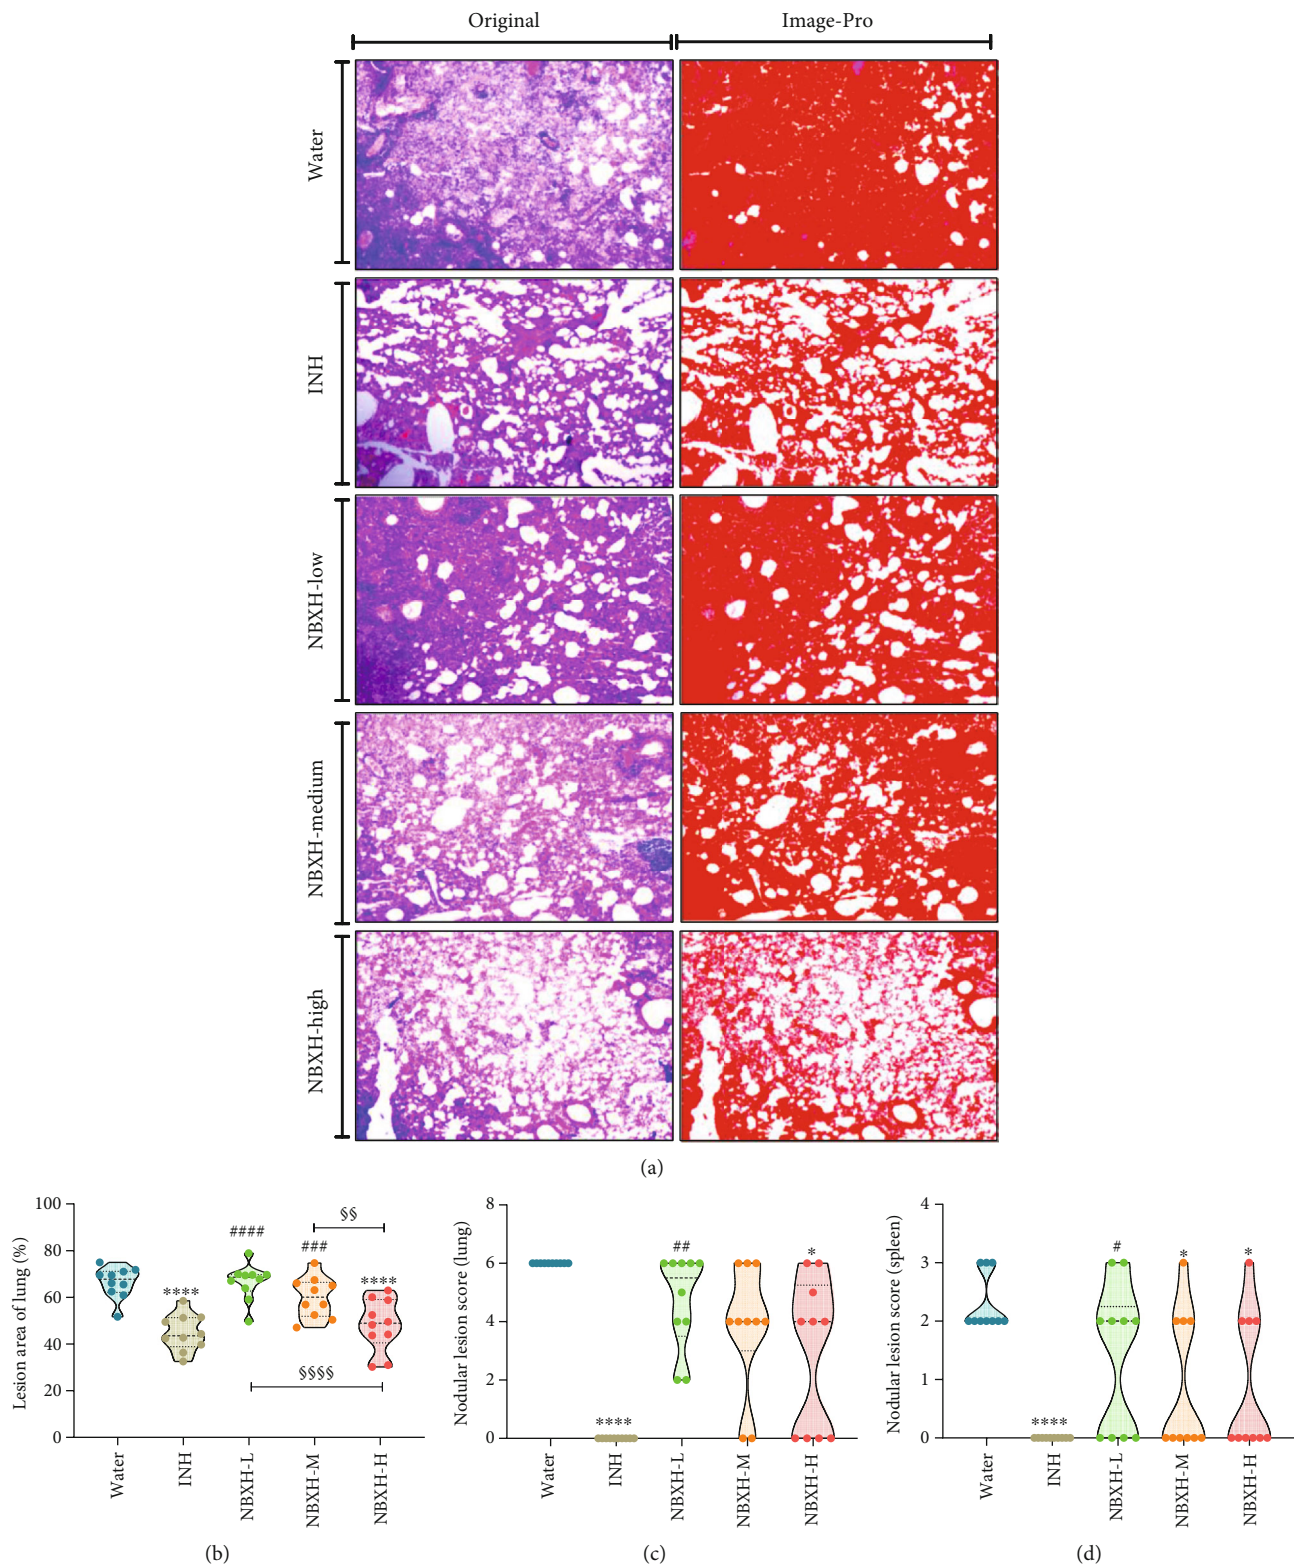 Original Image-Pro
Water
INH
NBXH-low
NBXH-medium
NBXH-high
(a)
Lesion area of lung (%)
100
80
60
40
20
0
****
####
###
§§
****
§§§§
Water INH NBXH-L NBXH-M NBXH-H
(b)
Nodular lesion score (lung)
8
6
4
2
0
****
##
*
Water INH NBXH-L NBXH-M NBXH-H
(c)
Nodular lesion score (spleen)
4
3
2
1
0
****
#
*
*
Water INH NBXH-L NBXH-M NBXH-H
(d)